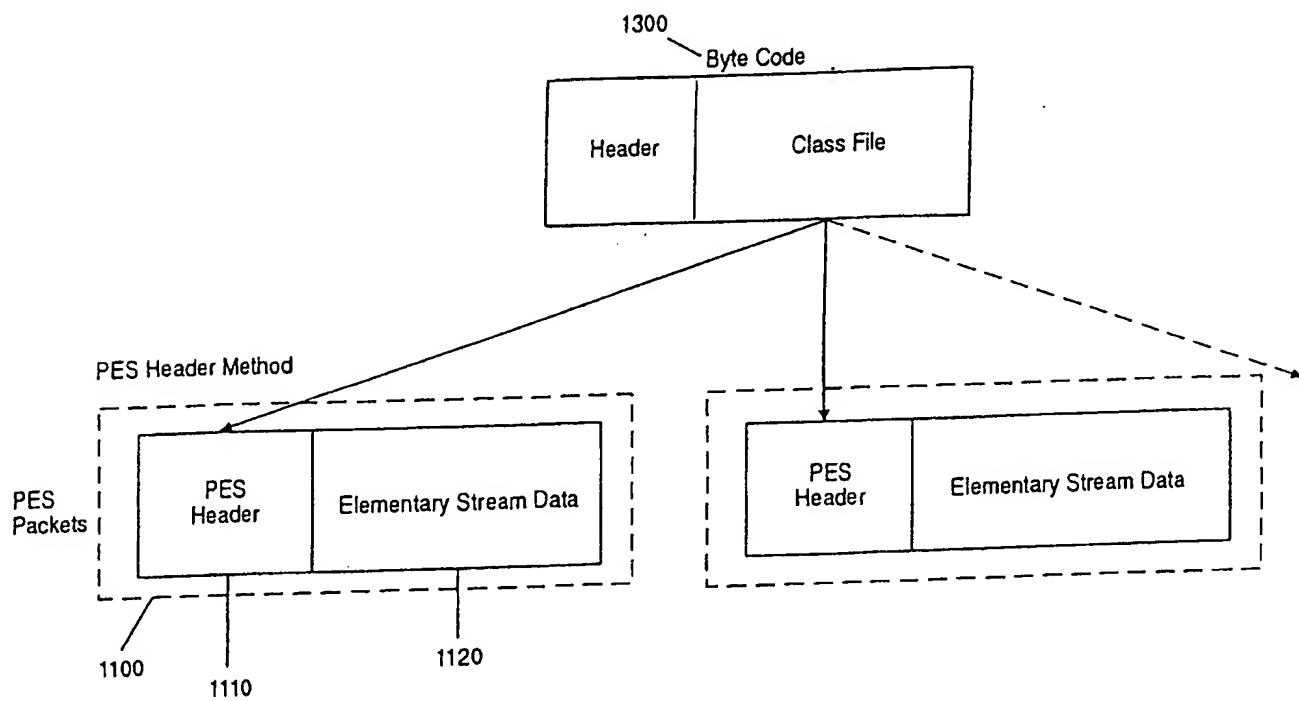 1300
Byte Code
Header
Class File
PES Header Method
PES
Packets
PES
Header
Elementary Stream Data
PES
Header
Elementary Stream Data
1100
1110
1120